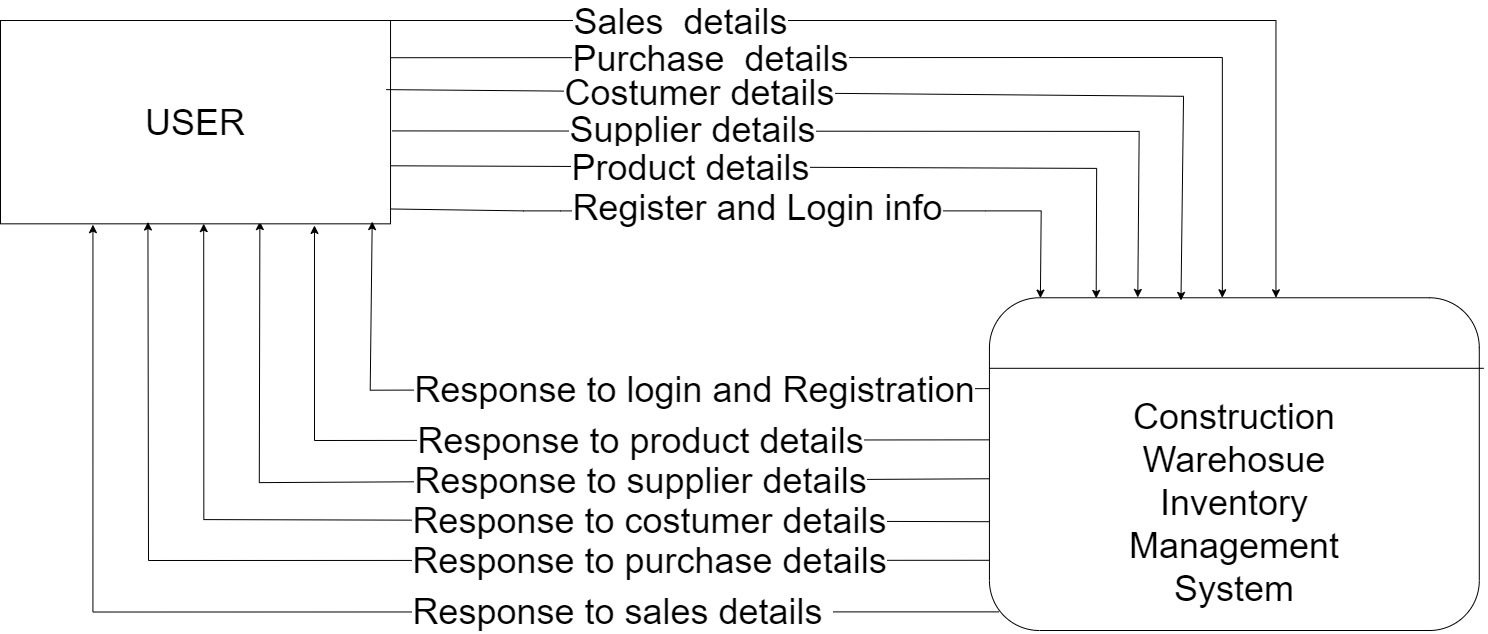 Sales  details
Purchase  details
Costumer details
Supplier details
Product details
Register and Login info
USER
Response to login and Registration
Response to product details
Response to supplier details
Response to costumer details
Response to purchase details
Response to sales details
Construction
Warehosue
Inventory
Management
System